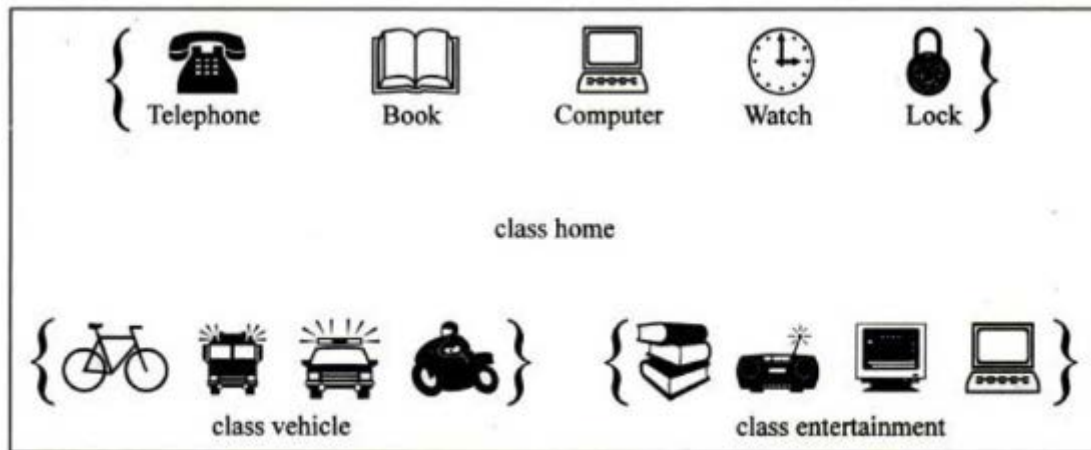 Telephone Book Computer Watch Lock
class home
class vehicle class entertainment